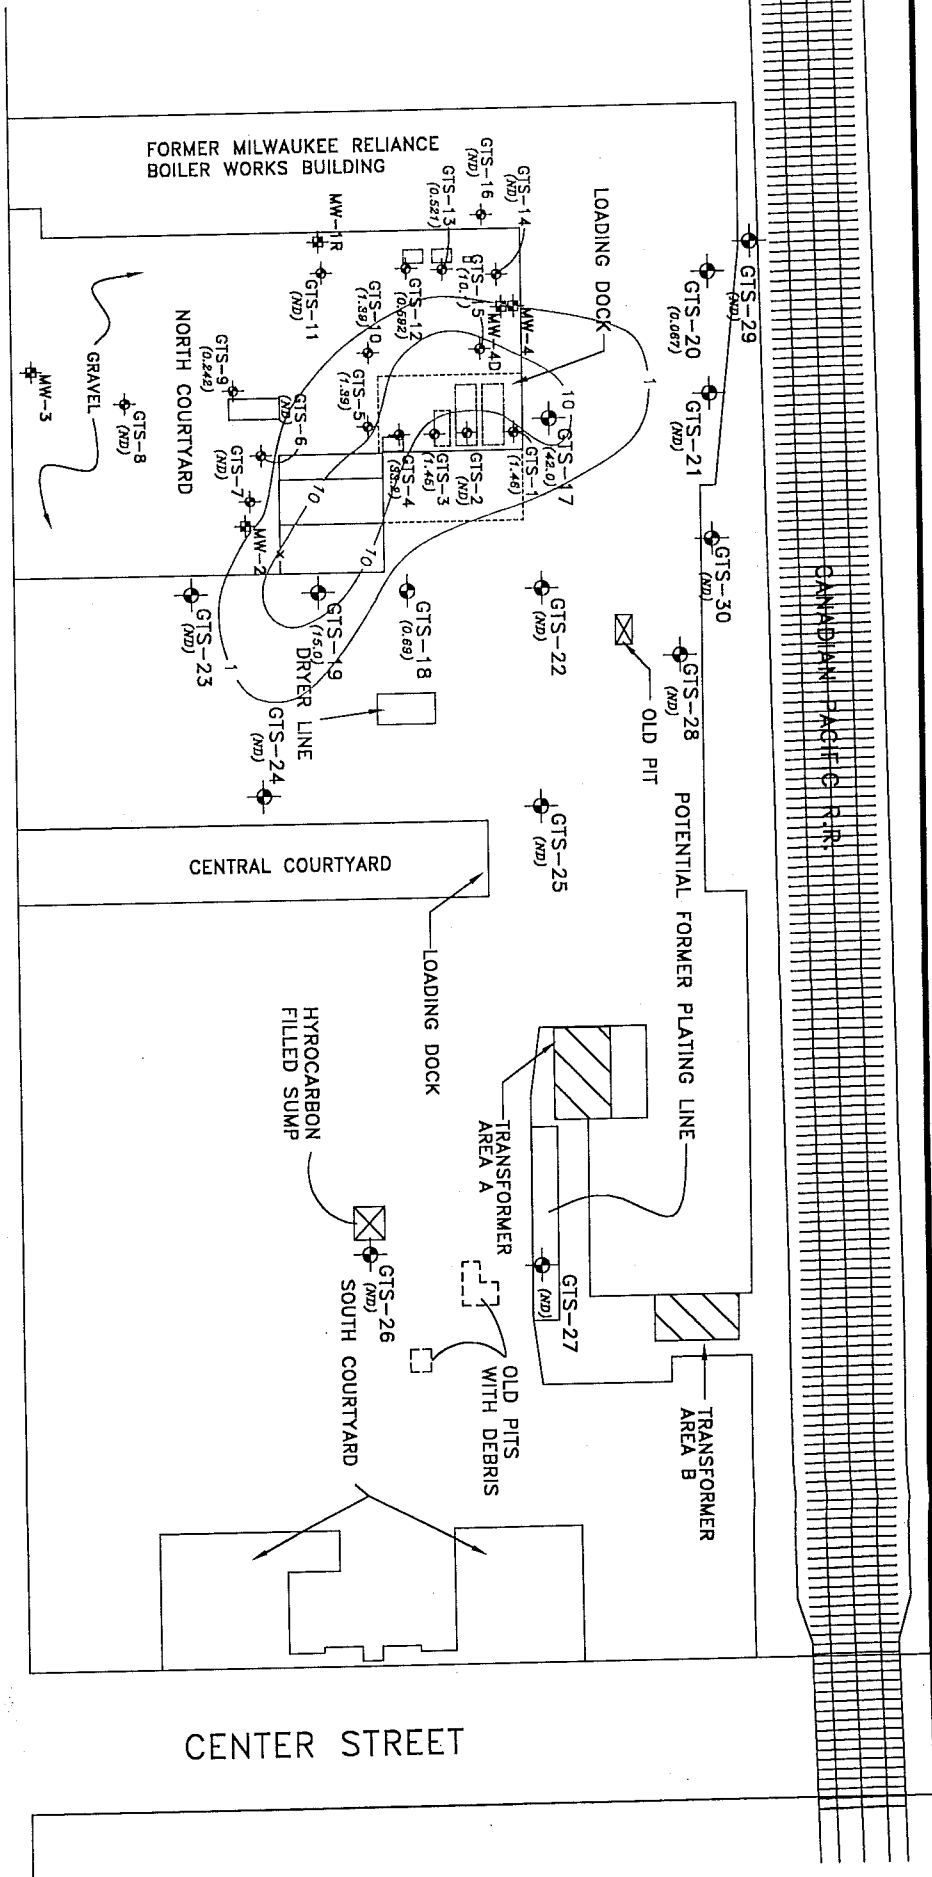 FORMER MILWAUKEE RELIANCE
BOILER WORKS BUILDING
GTS-16
(ND)
GTS-14
(ND)
GTS-13
(0.521)
LOADING DOCK
MW-1R
GTS-11
(ND)
GTS-10
(1.38)
GTS-12
(0.592)
GTS-15
MW-4D
MW-4
GTS-29
(ND)
GTS-20
(0.067)
GTS-21
(ND)
1
10
GTS-17
(42.0)
GTS-1
(1.46)
GTS-2
(ND)
GTS-3
(1.45)
GTS-4
GTS-5
(1.99)
GTS-6
(ND)
GTS-9
(0.242)
NORTH COURTYARD
GRAVEL
GTS-8
(ND)
MW-3
GTS-7
(ND)
MW-2
10
10
X
GTS-30
(ND)
CANADIAN PACIFIC R.R.
GTS-23
(ND)
1
GTS-19
(15.0)
GTS-18
(0.69)
GTS-22
(ND)
GTS-28
(ND)
OLD PIT
DRYER LINE
GTS-24
(ND)
GTS-25
(ND)
CENTRAL COURTYARD
LOADING DOCK
POTENTIAL FORMER PLATING LINE
TRANSFORMER
AREA A
HYROCARBON
FILLED SUMP
GTS-26
(ND)
GTS-27
(ND)
OLD PITS
WITH DEBRIS
TRANSFORMER
AREA B
SOUTH COURTYARD
CENTER STREET